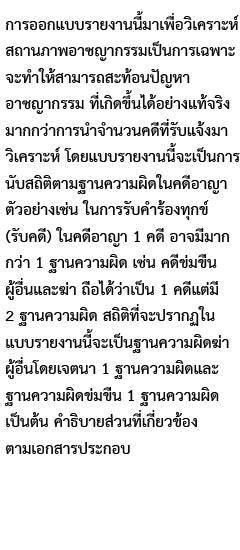 การออกแบบรายงานนี้มาเพื่อวิเคราะห์
สถานภาพอาชญากรรมเป็นการเฉพาะ
จะทำให้สามารถสะท้อนปัญหา
อาชญากรรม ที่เกิดขึ้นได้อย่างแท้จริง
มากกว่าการนำจำนวนคดีที่รับแจ้งมา
วิเคราะห์ โดยแบบรายงานนี้จะเป็นการ
นับสถิติตามฐานความผิดในคดีอาญา
ตัวอย่างเช่น ในการรับคำร้องทุกข์
(รับคดี) ในคดีอาญา 1 คดี อาจมีมาก
กว่า 1 ฐานความผิด เช่น คดีข่มขืน
ผู้อื่นและฆ่า ถือได้ว่าเป็น 1 คดีแต่มี
2 ฐานความผิด สถิติที่จะปรากฏใน
แบบรายงานนี้จะเป็นฐานความผิดฆ่า
ผู้อื่นโดยเจตนา 1 ฐานความผิดและ
ฐานความผิดข่มขืน 1 ฐานความผิด
เป็นต้น คำธิบายส่วนที่เกี่ยวข้อง
ตามเอกสารประกอบ